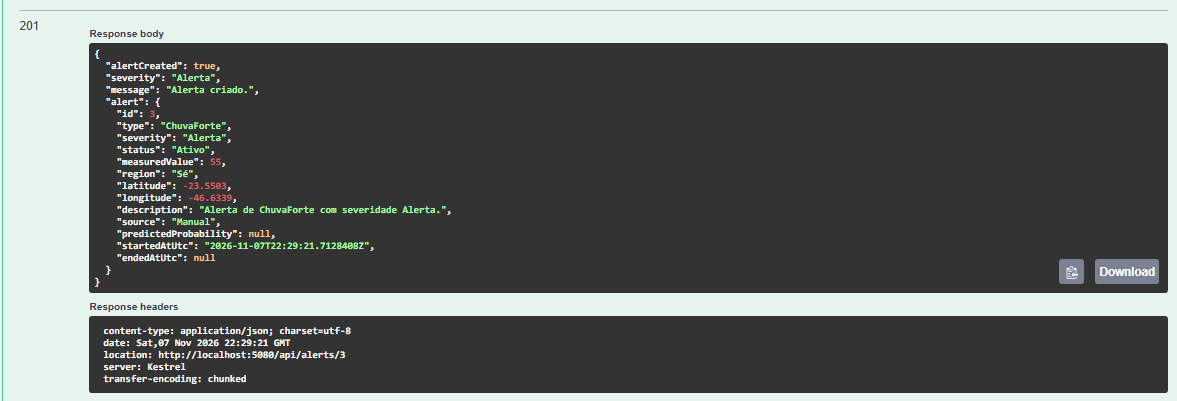 201
Response body
{
  "alertCreated": true,
  "severity": "Alerta",
  "message": "Alerta criado.",
  "alert": {
    "id": 3,
    "type": "ChuvaForte",
    "severity": "Alerta",
    "status": "Ativo",
    "measuredValue": 55,
    "region": "Sé",
    "latitude": -23.5503,
    "longitude": -46.6339,
    "description": "Alerta de ChuvaForte com severidade Alerta.",
    "source": "Manual",
    "predictedProbability": null,
    "startedAtUtc": "2026-11-07T22:29:21.7128408Z",
    "endedAtUtc": null
  }
}
Download
Response headers
content-type: application/json; charset=utf-8
date: Sat,07 Nov 2026 22:29:21 GMT
location: http://localhost:5080/api/alerts/3
server: Kestrel
transfer-encoding: chunked